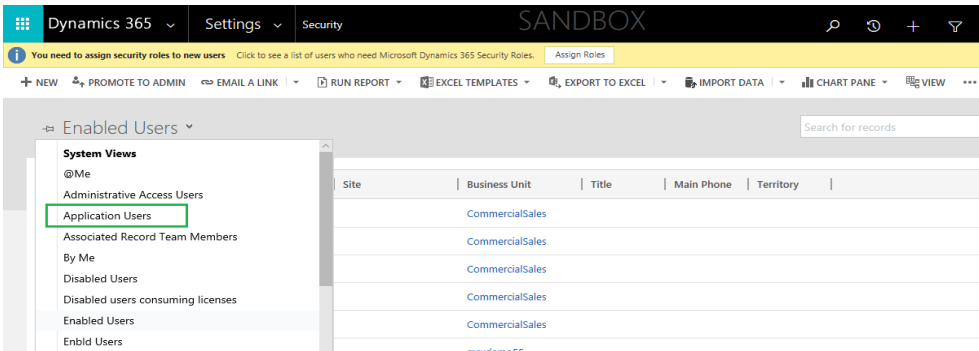 Dynamics 365 Settings Security SANDBOX
You need to assign security roles to new users Click to see a list of users who need Microsoft Dynamics 365 Security Roles. Assign Roles
NEW PROMOTE TO ADMIN EMAIL A LINK RUN REPORT EXCEL TEMPLATES EXPORT TO EXCEL IMPORT DATA CHART PANE VIEW
Enabled Users Search for records
System Views
@Me
Site Business Unit Title Main Phone Territory
Administrative Access Users
Application Users CommercialSales
Associated Record Team Members CommercialSales
By Me
Disabled Users CommercialSales
Disabled users consuming licenses CommercialSales
Enabled Users CommercialSales
Enbld Users